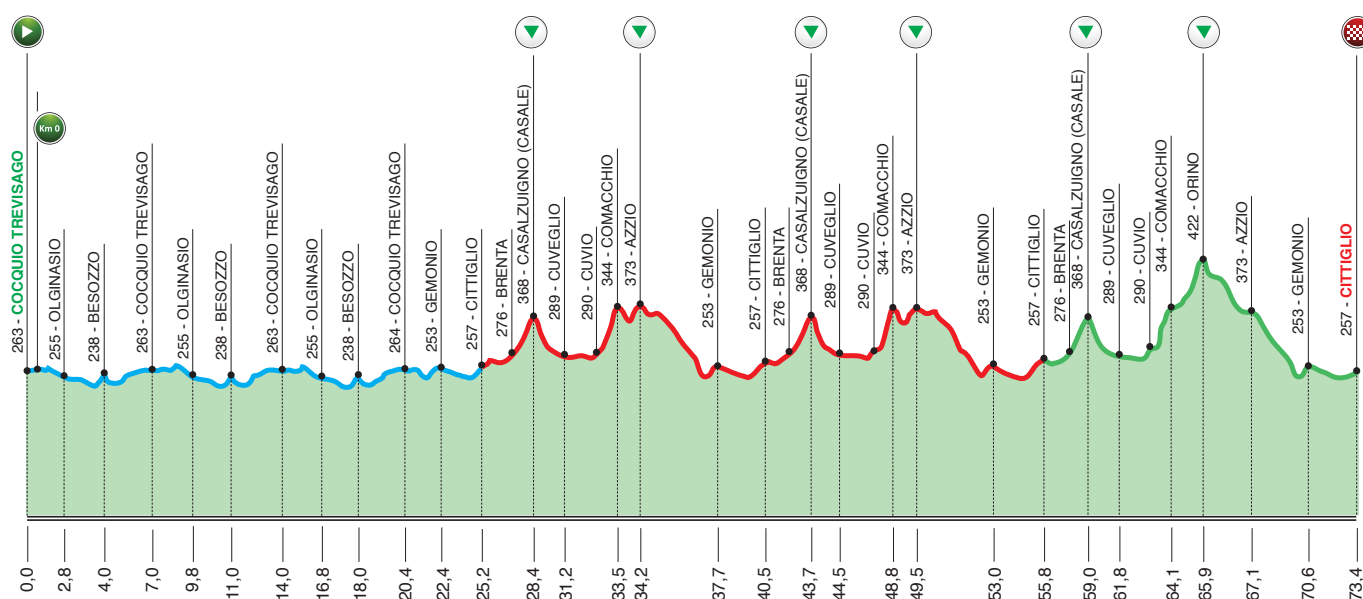 Km 0
263 - COCQUIO TREVISAGO
255 - OLGINASIO
238 - BESOZZO
263 - COCQUIO TREVISAGO
255 - OLGINASIO
238 - BESOZZO
263 - COCQUIO TREVISAGO
255 - OLGINASIO
238 - BESOZZO
264 - COCQUIO TREVISAGO
253 - GEMONIO
257 - CITTIGLIO
276 - BRENTA
368 - CASALZUIGNO (CASALE)
289 - CUVEGLIO
290 - CUVIO
344 - COMACCHIO
373 - AZZIO
253 - GEMONIO
257 - CITTIGLIO
276 - BRENTA
368 - CASALZUIGNO (CASALE)
289 - CUVEGLIO
290 - CUVIO
344 - COMACCHIO
373 - AZZIO
253 - GEMONIO
257 - CITTIGLIO
276 - BRENTA
368 - CASALZUIGNO (CASALE)
289 - CUVEGLIO
290 - CUVIO
344 - COMACCHIO
422 - ORINO
373 - AZZIO
253 - GEMONIO
257 - CITTIGLIO
0,0
2,8
4,0
7,0
9,8
11,0
14,0
16,8
18,0
20,4
22,4
25,2
28,4
31,2
33,5
34,2
37,7
40,5
43,7
44,5
48,8
49,5
53,0
55,8
59,0
61,8
64,1
65,9
67,1
70,6
73,4